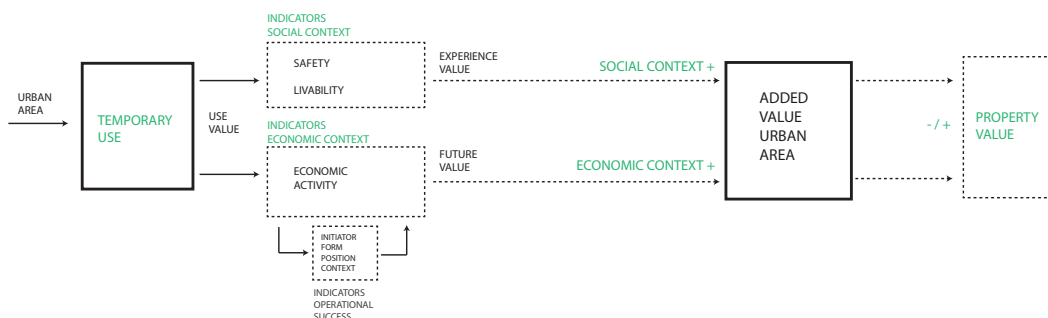 URBAN
AREA
TEMPORARY
USE
USE
VALUE
INDICATORS
SOCIAL CONTEXT
SAFETY
LIVABILITY
INDICATORS
ECONOMIC CONTEXT
ECONOMIC
ACTIVITY
INITIATOR
FORM
POSITION
CONTEXT
INDICATORS
OPERATIONAL
SUCCESS
EXPERIENCE
VALUE
FUTURE
VALUE
SOCIAL CONTEXT +
ECONOMIC CONTEXT +
ADDED
VALUE
URBAN
AREA
- / +
PROPERTY
VALUE